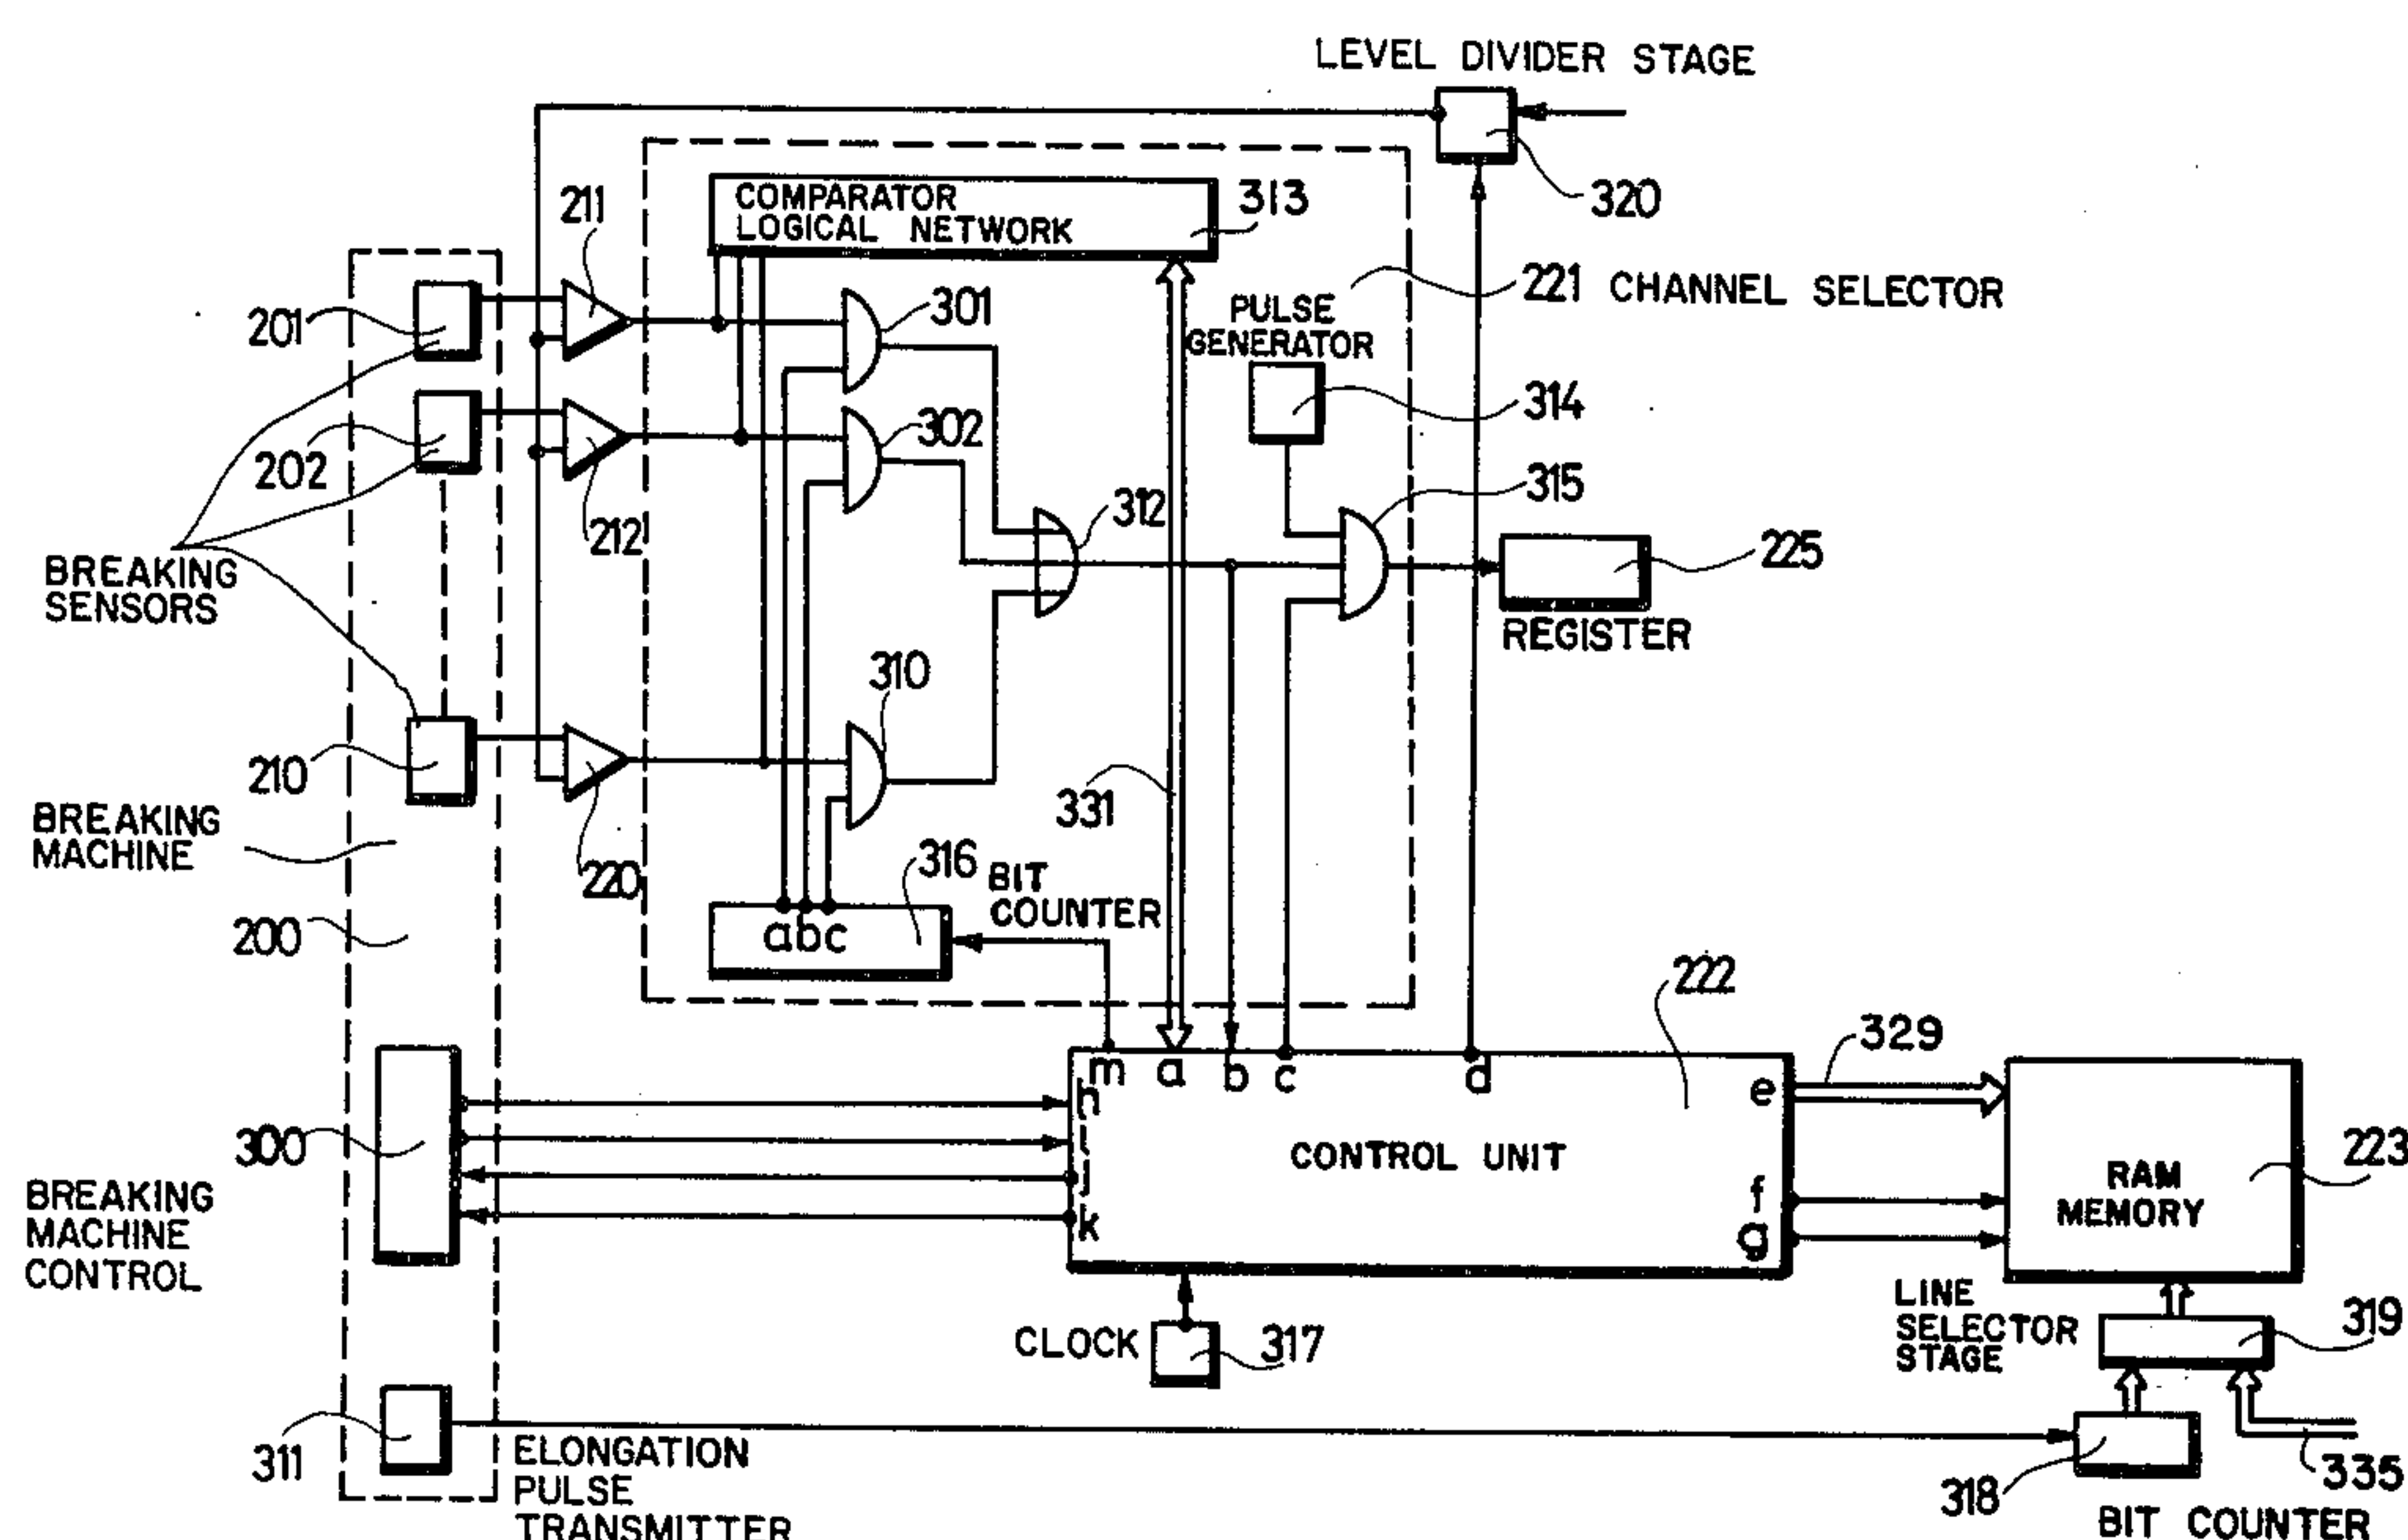 LEVEL DIVIDER STAGE
320
COMPARATOR
LOGICAL NETWORK
313
211
221 CHANNEL SELECTOR
PULSE
GENERATOR
201
301
314
202
302
212
312
315
225
REGISTER
BREAKING
SENSORS
310
210
331
BREAKING
MACHINE
220
316
BIT
COUNTER
abc
200
222
m a b c d
329
h
i
j
k
e
f
g
CONTROL UNIT
300
RAM
MEMORY
223
BREAKING
MACHINE
CONTROL
LINE
SELECTOR
STAGE
319
CLOCK
317
311
ELONGATION
PULSE
TRANSMITTER
318
335
BIT COUNTER